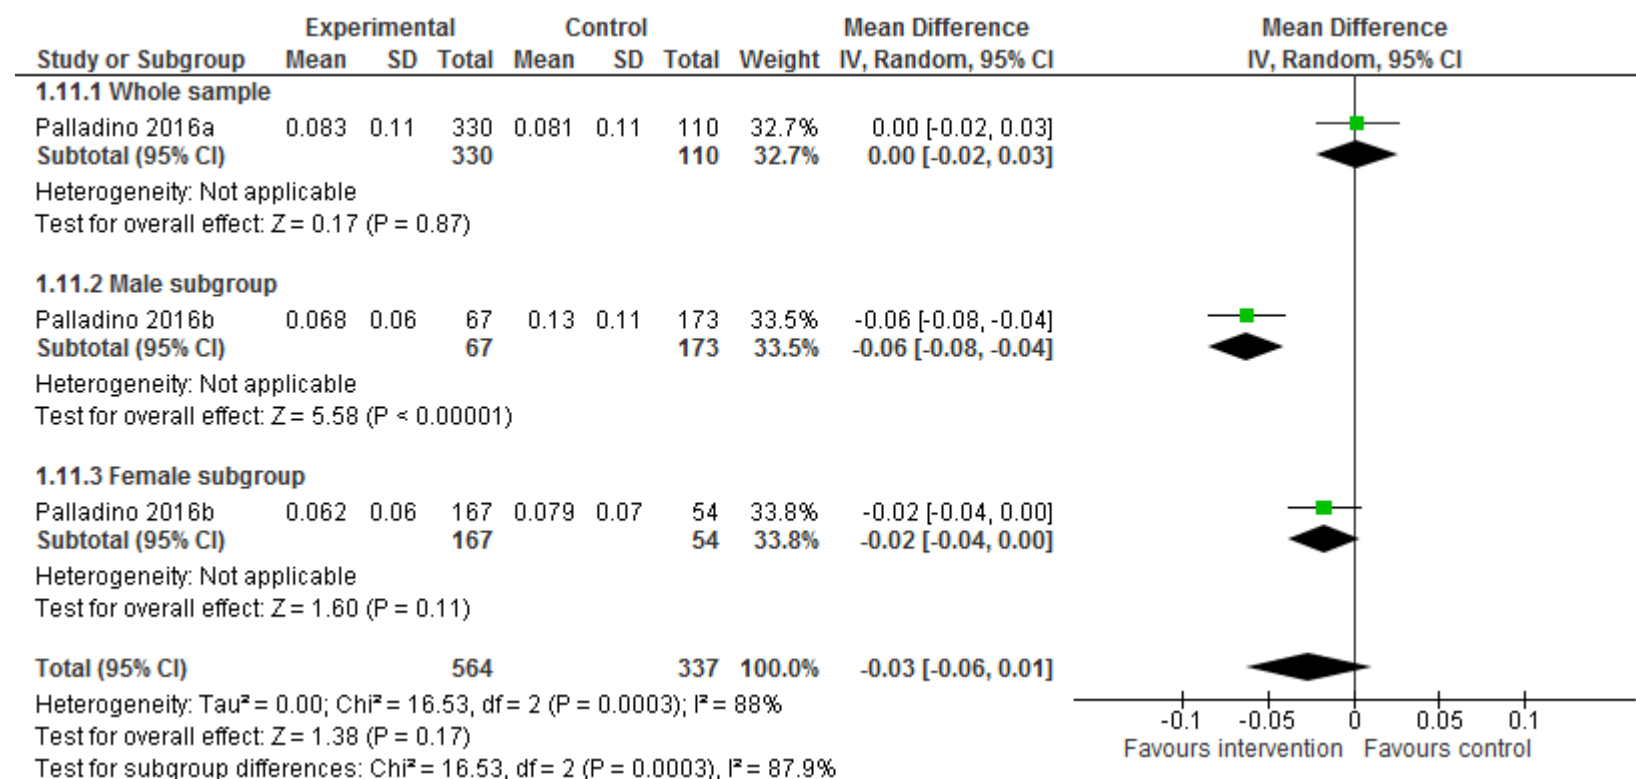 Experimental Control Mean Difference Mean Difference
Study or Subgroup Mean SD Total Mean SD Total Weight IV, Random, 95% CI IV, Random, 95% CI
1.11.1 Whole sample
Palladino 2016a 0.083 0.11 330 0.081 0.11 110 32.7% 0.00 [-0.02, 0.03]
Subtotal (95% CI) 330 110 32.7% 0.00 [-0.02, 0.03]
Heterogeneity: Not applicable
Test for overall effect: Z = 0.17 (P = 0.87)
1.11.2 Male subgroup
Palladino 2016b 0.068 0.06 67 0.13 0.11 173 33.5% -0.06 [-0.08, -0.04]
Subtotal (95% CI) 67 173 33.5% -0.06 [-0.08, -0.04]
Heterogeneity: Not applicable
Test for overall effect: Z = 5.58 (P < 0.00001)
1.11.3 Female subgroup
Palladino 2016b 0.062 0.06 167 0.079 0.07 54 33.8% -0.02 [-0.04, 0.00]
Subtotal (95% CI) 167 54 33.8% -0.02 [-0.04, 0.00]
Heterogeneity: Not applicable
Test for overall effect: Z = 1.60 (P = 0.11)
Total (95% CI) 564 337 100.0% -0.03 [-0.06, 0.01]
Heterogeneity: Tau² = 0.00; Chi² = 16.53, df = 2 (P = 0.0003); I² = 88%
Test for overall effect: Z = 1.38 (P = 0.17)
Test for subgroup differences: Chi² = 16.53, df = 2 (P = 0.0003), I² = 87.9%
-0.1 -0.05 0 0.05 0.1
Favours intervention Favours control